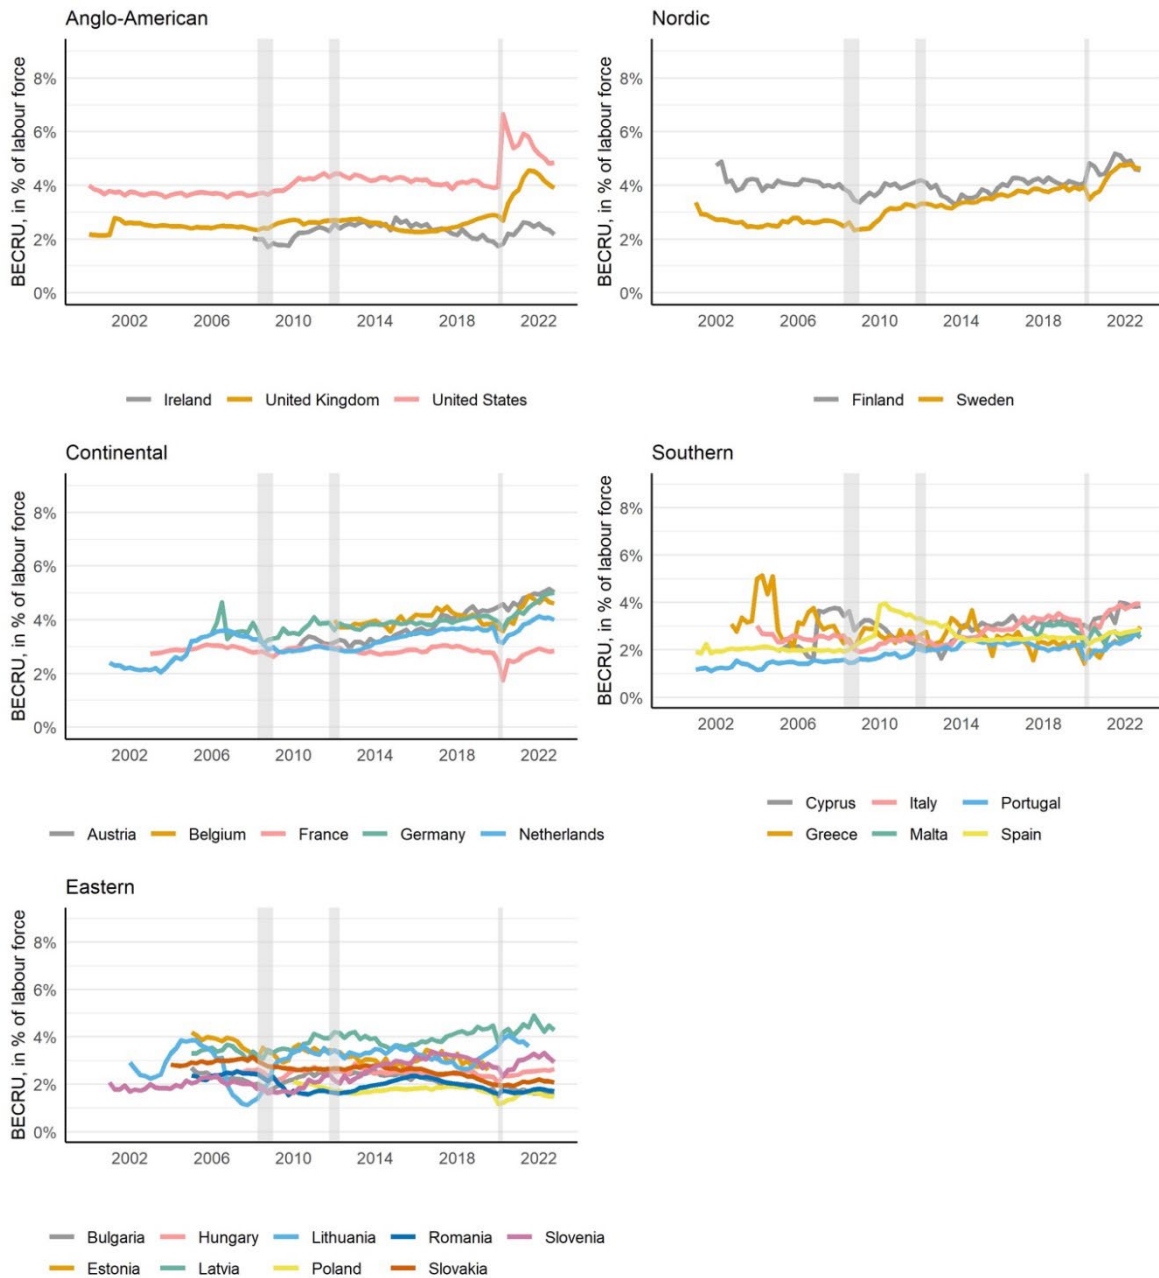 Anglo-American
BECRU, in % of labour force
8%
6%
4%
2%
0%
2002 2006 2010 2014 2018 2022
Ireland United Kingdom United States
Nordic
BECRU, in % of labour force
8%
6%
4%
2%
0%
2002 2006 2010 2014 2018 2022
Finland Sweden
Continental
BECRU, in % of labour force
8%
6%
4%
2%
0%
2002 2006 2010 2014 2018 2022
Austria Belgium France Germany Netherlands
Southern
BECRU, in % of labour force
8%
6%
4%
2%
0%
2002 2006 2010 2014 2018 2022
Cyprus Italy Portugal
Greece Malta Spain
Eastern
BECRU, in % of labour force
8%
6%
4%
2%
0%
2002 2006 2010 2014 2018 2022
Bulgaria Hungary Lithuania Romania Slovenia
Estonia Latvia Poland Slovakia